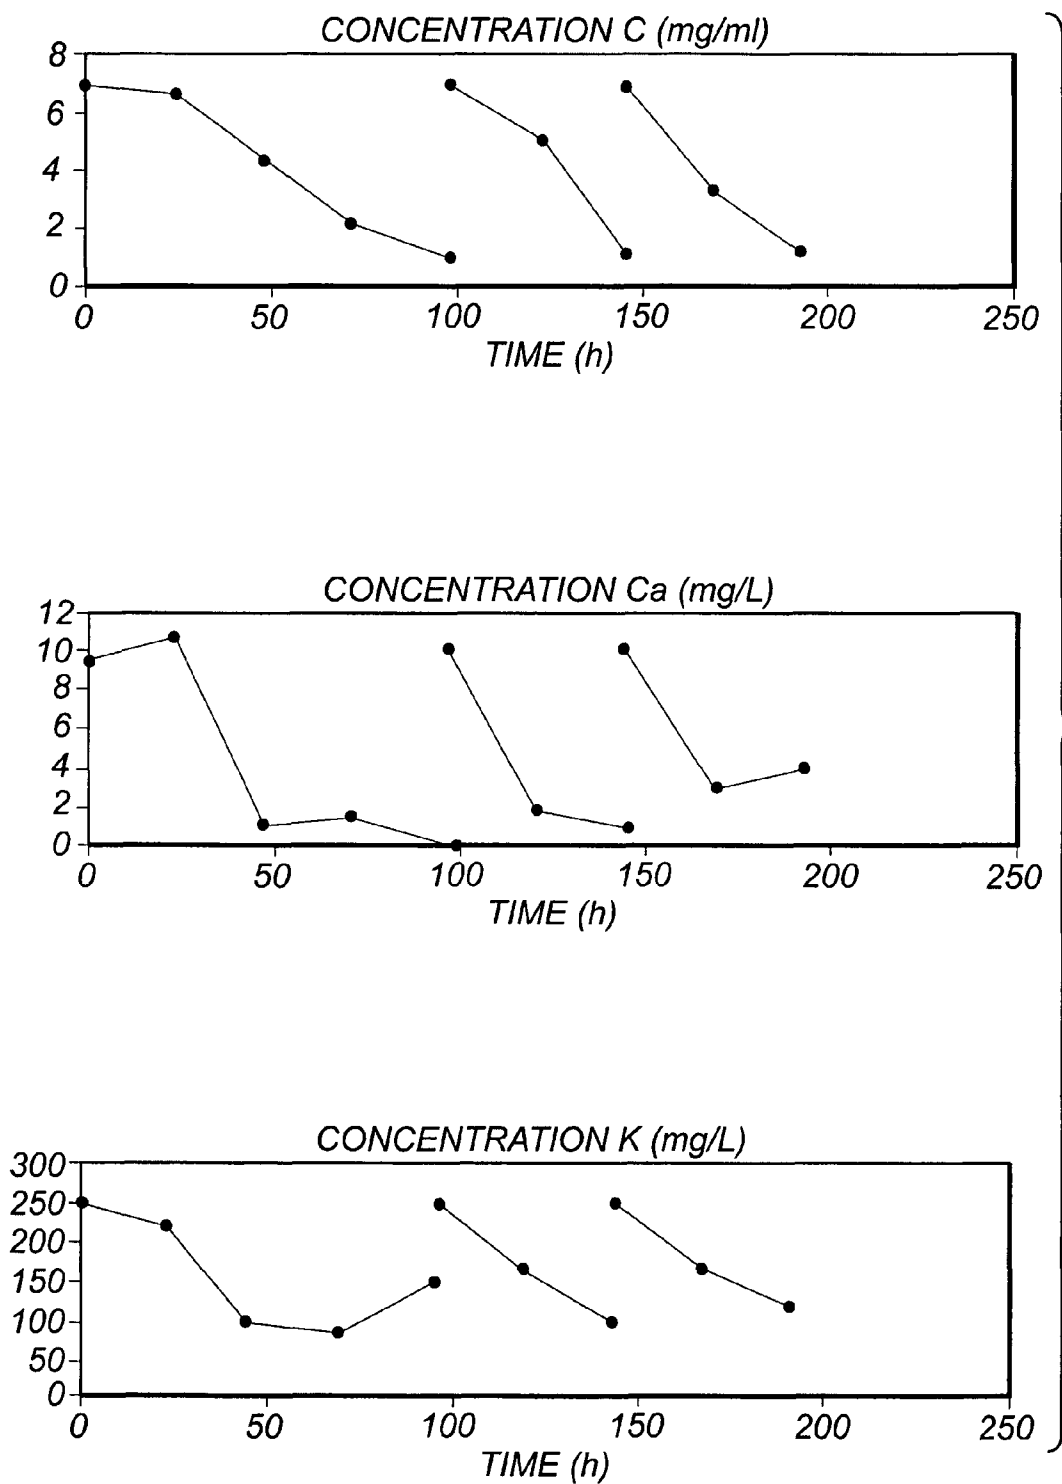 CONCENTRATION C (mg/ml)
8
6
4
2
0
0 50 100 150 200 250
TIME (h)
CONCENTRATION Ca (mg/L)
12
10
8
6
4
2
0
0 50 100 150 200 250
TIME (h)
CONCENTRATION K (mg/L)
300
250
200
150
100
50
0
0 50 100 150 200 250
TIME (h)